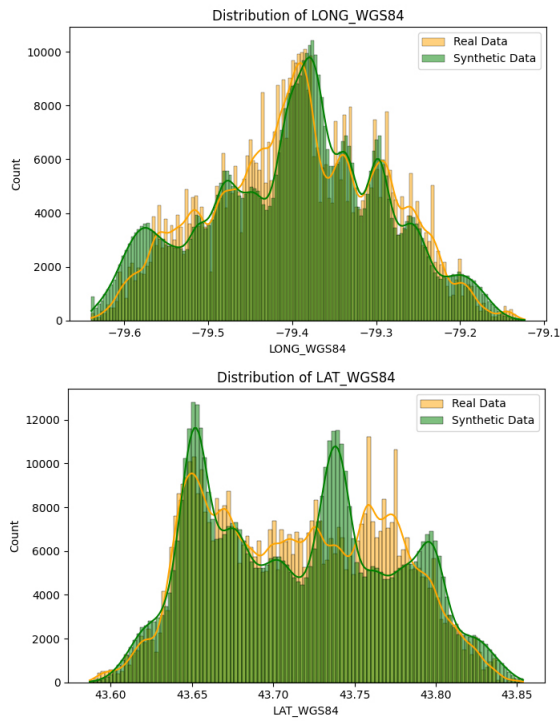 Distribution of LONG_WGS84
Real Data
Synthetic Data
10000
8000
6000
4000
2000
0
Count
−79.6 −79.5 −79.4 −79.3 −79.2 −79.1
LONG_WGS84
Distribution of LAT_WGS84
Real Data
Synthetic Data
12000
10000
8000
6000
4000
2000
0
Count
43.60 43.65 43.70 43.75 43.80 43.85
LAT_WGS84